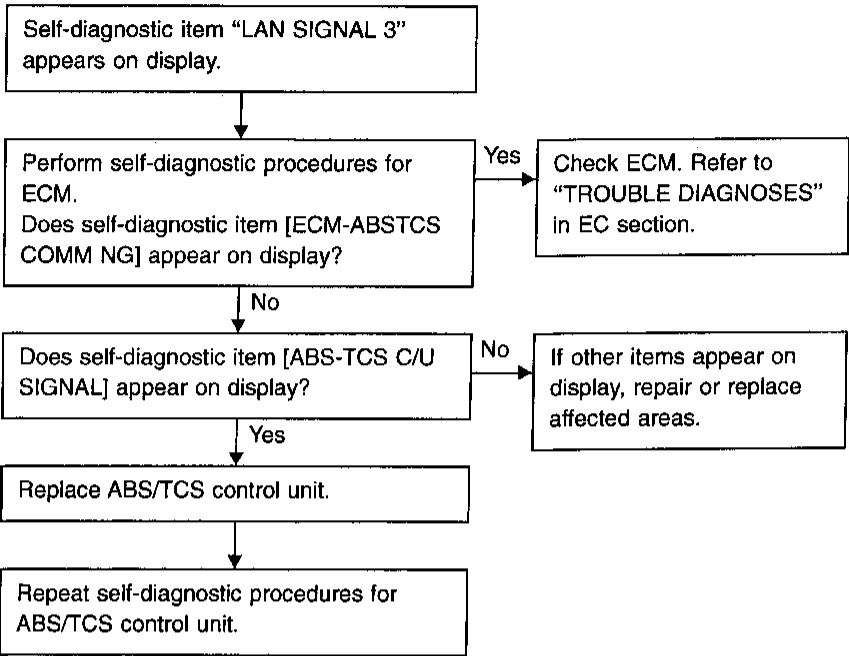 Self-diagnostic item “LAN SIGNAL 3”
appears on display.
Perform self-diagnostic procedures for
ECM.
Does self-diagnostic item [ECM-ABSTCS
COMM NG] appear on display?
Yes
Check ECM. Refer to
“TROUBLE DIAGNOSES”
in EC section.
No
Does self-diagnostic item [ABS-TCS C/U
SIGNAL] appear on display?
No
If other items appear on
display, repair or replace
affected areas.
Yes
Replace ABS/TCS control unit.
Repeat self-diagnostic procedures for
ABS/TCS control unit.